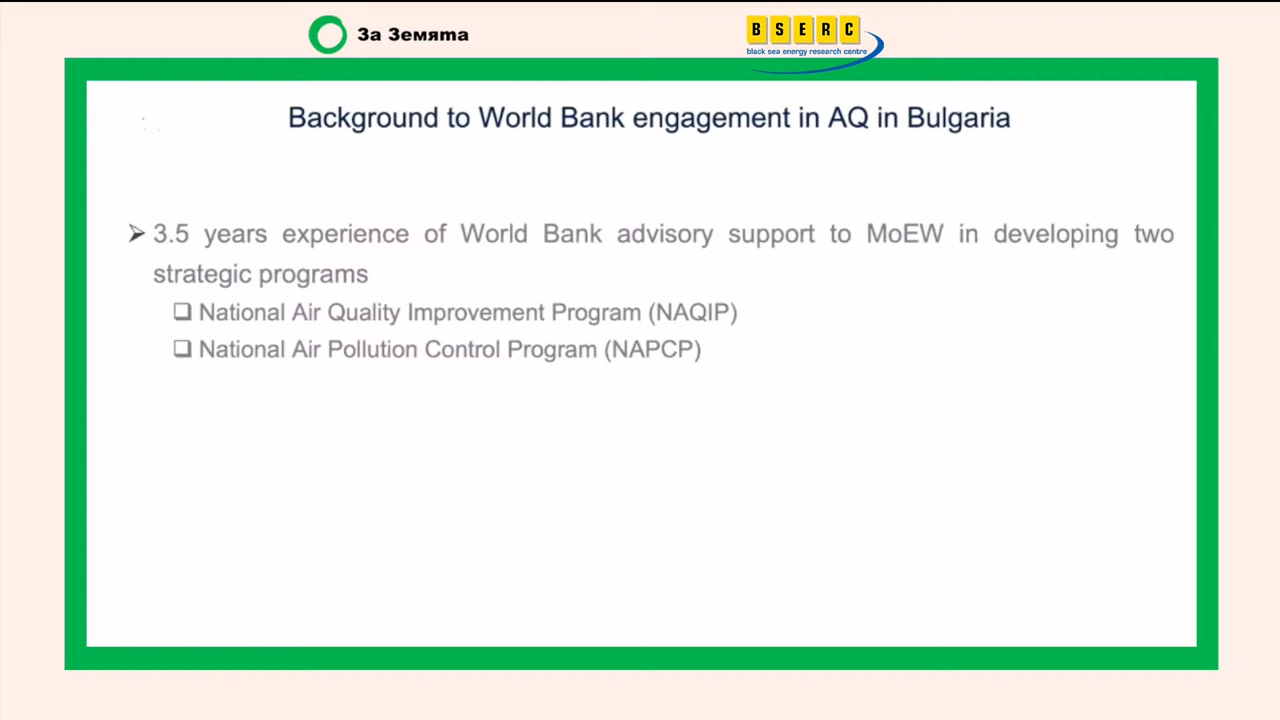 За Земята
BSERC
black sea energy research centre
Background to World Bank engagement in AQ in Bulgaria
3.5 years experience of World Bank advisory support to MoEW in developing two
strategic programs
National Air Quality Improvement Program (NAQIP)
National Air Pollution Control Program (NAPCP)